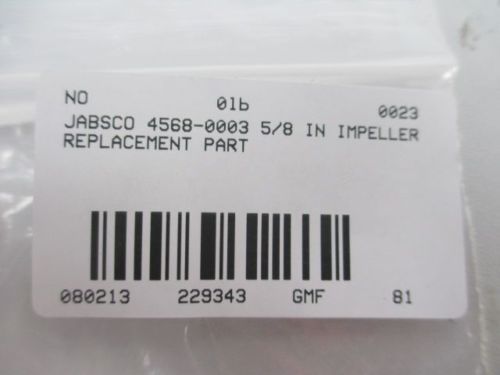 NO 01b 0023
JABSCO 4568-0003 5/8 IN IMPELLER
REPLACEMENT PART
080213 229343 GMF 81